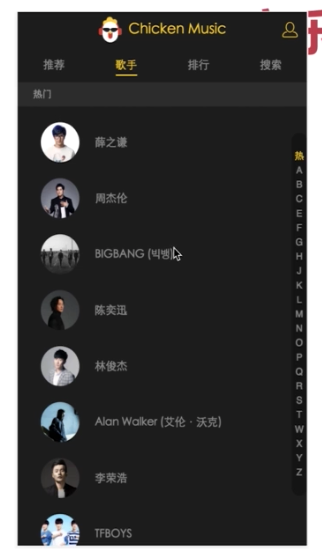 Chicken Music
推荐 歌手 排行 搜索
热门
薛之谦
周杰伦
BIGBANG (빅뱅)
陈奕迅
林俊杰
Alan Walker (艾伦 · 沃克)
李荣浩
TFBOYS
热
A
B
C
D
E
F
G
H
J
K
L
M
N
O
P
Q
R
S
T
W
X
Y
Z